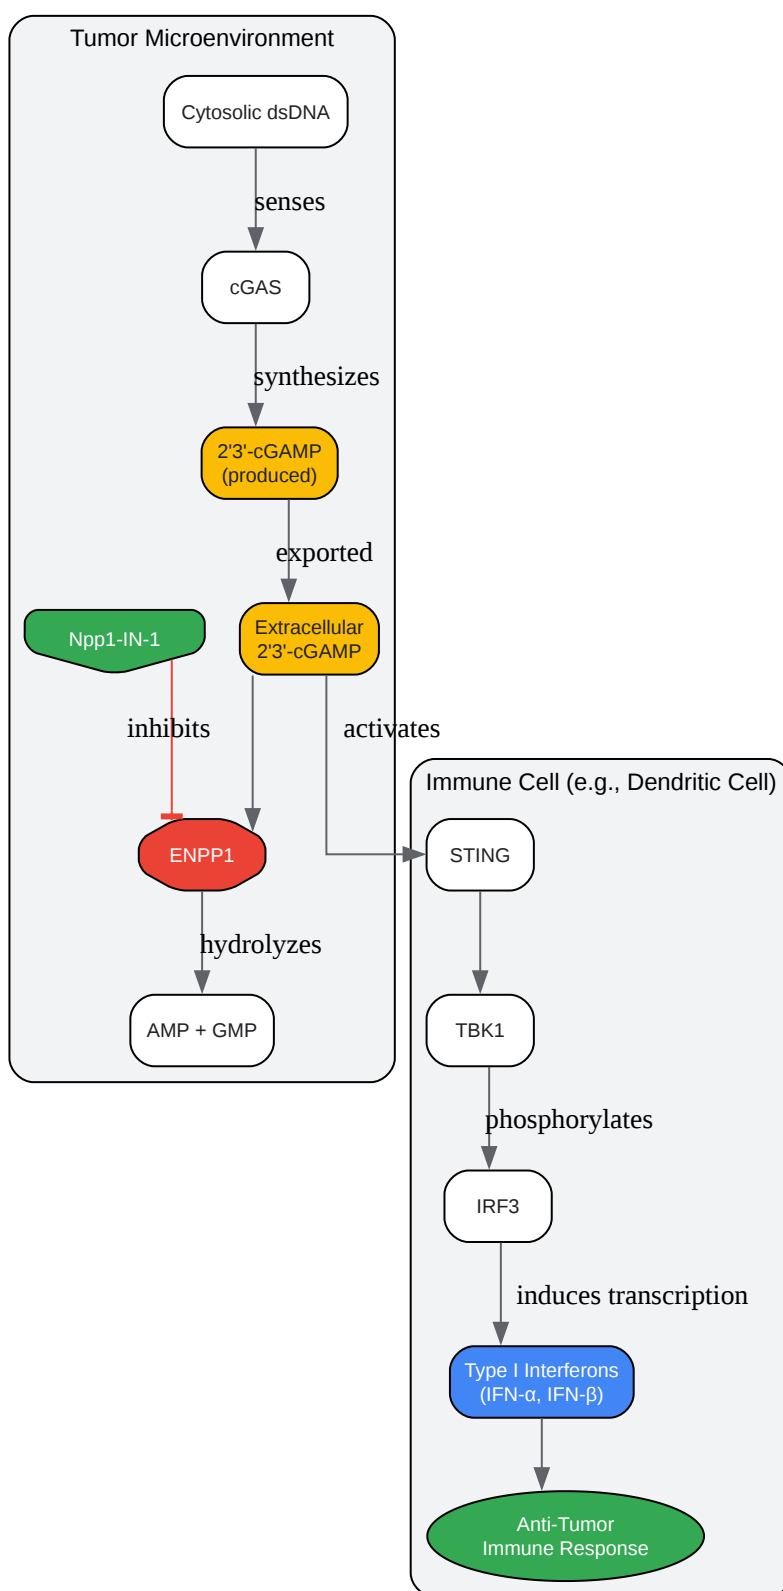 Tumor Microenvironment
Cytosolic dsDNA
senses
cGAS
synthesizes
2'3'-cGAMP
(produced)
exported
Npp1-IN-1
Extracellular
2'3'-cGAMP
inhibits
activates
Immune Cell (e.g., Dendritic Cell)
ENPP1
STING
hydrolyzes
AMP + GMP
TBK1
phosphorylates
IRF3
induces transcription
Type I Interferons
(IFN-α, IFN-β)
Anti-Tumor
Immune Response